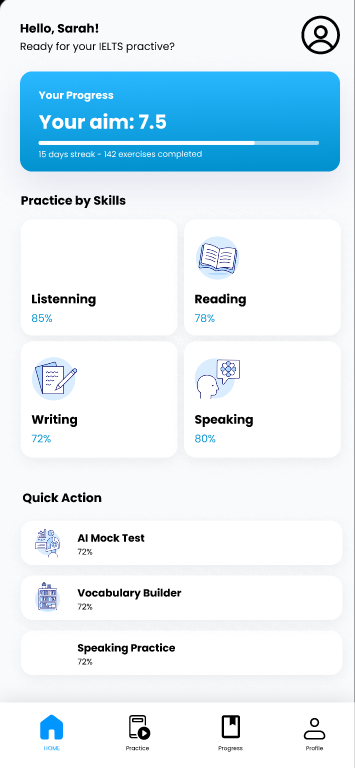 Hello, Sarah!
Ready for your IELTS practive?
Your Progress
Your aim: 7.5
15 days streak - 142 exercises completed
Practice by Skills
Listenning
85%
Reading
78%
Writing
72%
Speaking
80%
Quick Action
AI Mock Test
72%
Vocabulary Builder
72%
Speaking Practice
72%
HOME
Practice
Progress
Profile